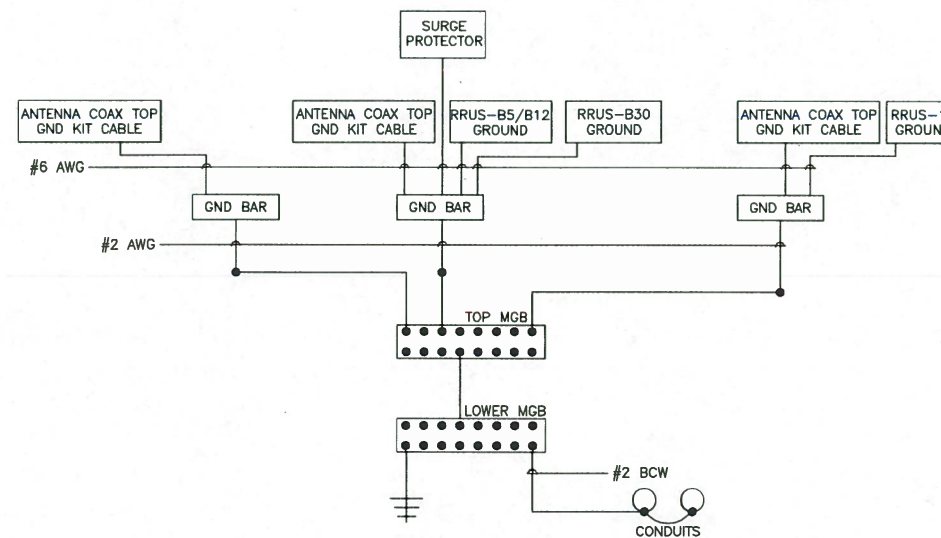 SURGE
PROTECTOR
ANTENNA COAX TOP
GND KIT CABLE
ANTENNA COAX TOP
GND KIT CABLE
RRUS-B5/B12
GROUND
RRUS-B30
GROUND
ANTENNA COAX TOP
GND KIT CABLE
#6 AWG
GND BAR
GND BAR
GND BAR
#2 AWG
TOP MGB
LOWER MGB
#2 BCW
CONDUITS